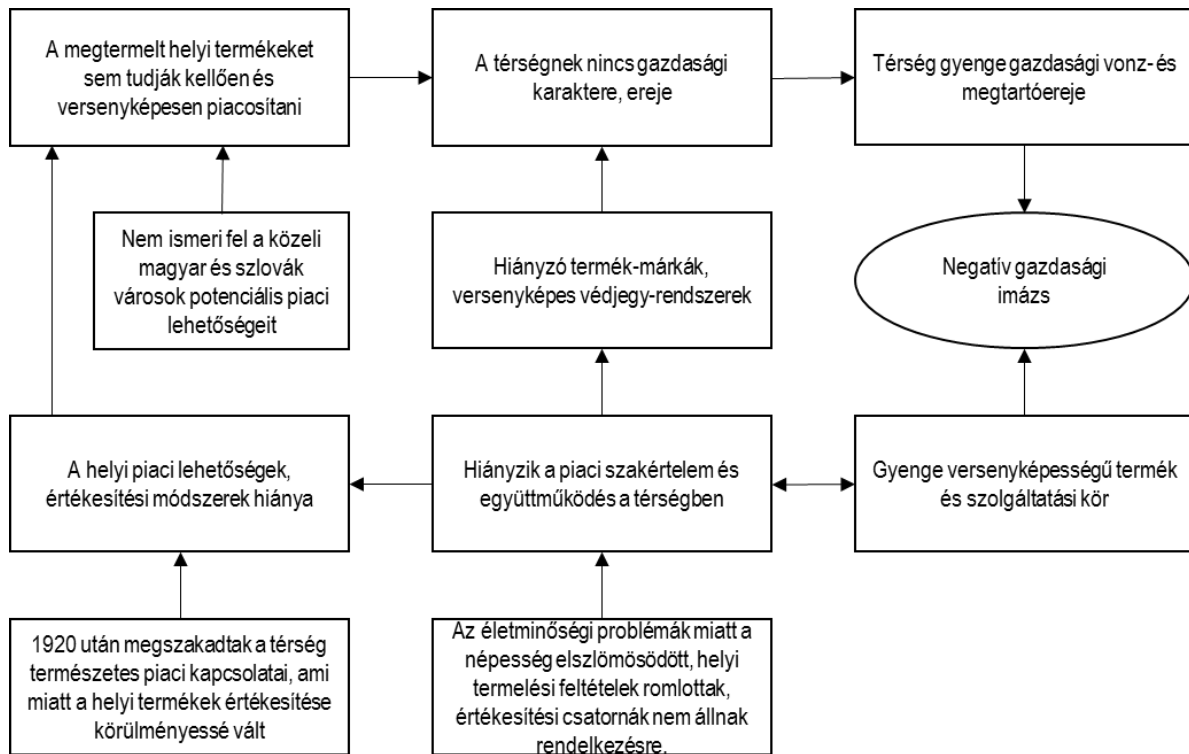 A megtermelt helyi termékeket
sem tudják kellően és
versenyképesen piacosítani
A térségnek nincs gazdasági
karaktere, ereje
Térség gyenge gazdasági vonz- és
megtartóereje
Nem ismeri fel a közeli
magyar és szlovák
városok potenciális piaci
lehetőségeit
Hiányzó termék-márkák,
versenyképes védjegy-rendszerek
Negatív gazdasági
imázs
A helyi piaci lehetőségek,
értékesítési módszerek hiánya
Hiányzik a piaci szakértelem és
együttműködés a térségben
Gyenge versenyképességű termék
és szolgáltatási kör
1920 után megszakadtak a térség
természetes piaci kapcsolatai, ami
miatt a helyi termékek értékesítése
körülményessé vált
Az életminőségi problémák miatt a
népesség elszlömösödött, helyi
termelési feltételek romlottak,
értékesítési csatornák nem állnak
rendelkezésre.